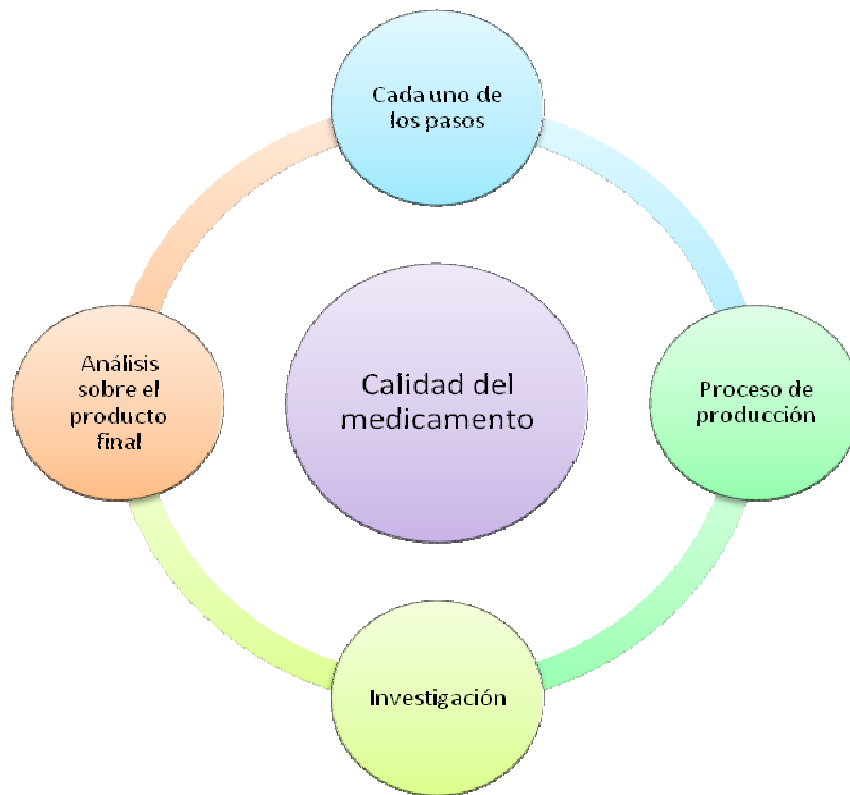 Cada uno de
los pasos
Análisis
sobre el
producto
final
Calidad del
medicamento
Proceso de
producción
Investigación